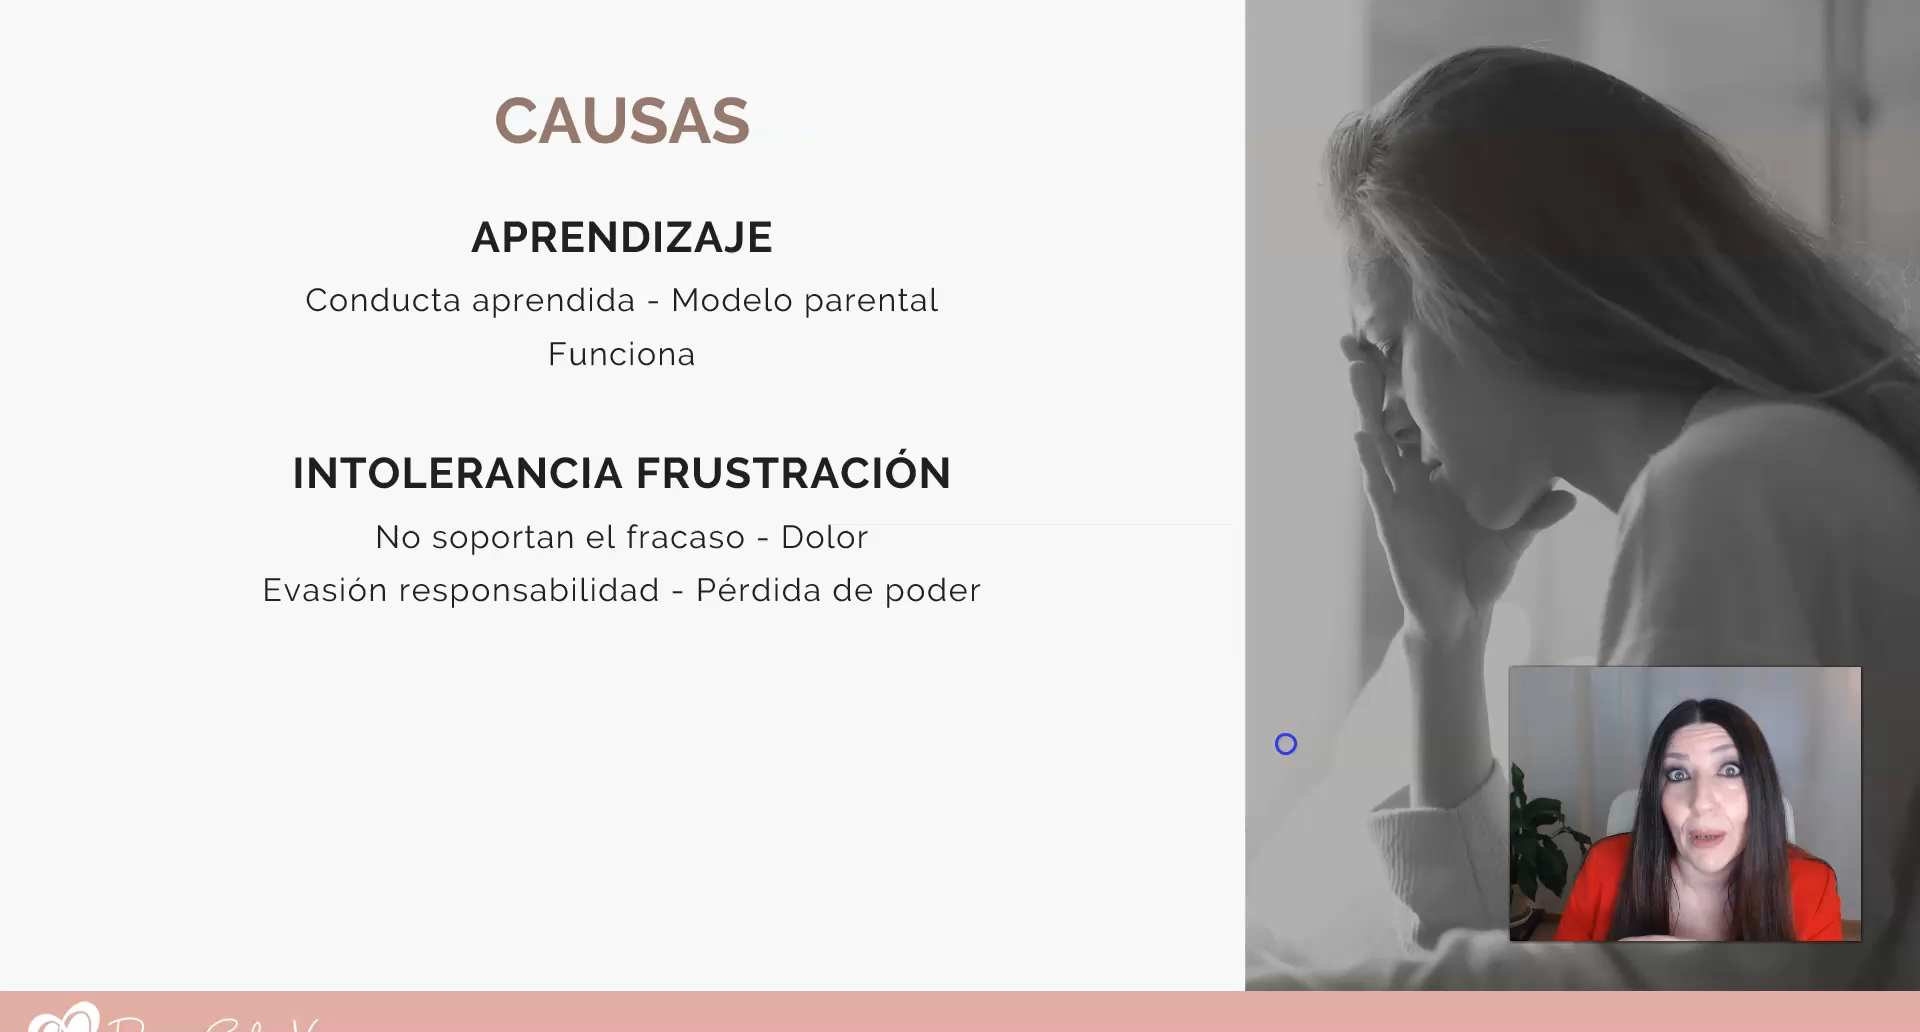 CAUSAS
APRENDIZAJE
Conducta aprendida - Modelo parental
Funciona
INTOLERANCIA FRUSTRACIÓN
No soportan el fracaso - Dolor
Evasión responsabilidad - Pérdida de poder